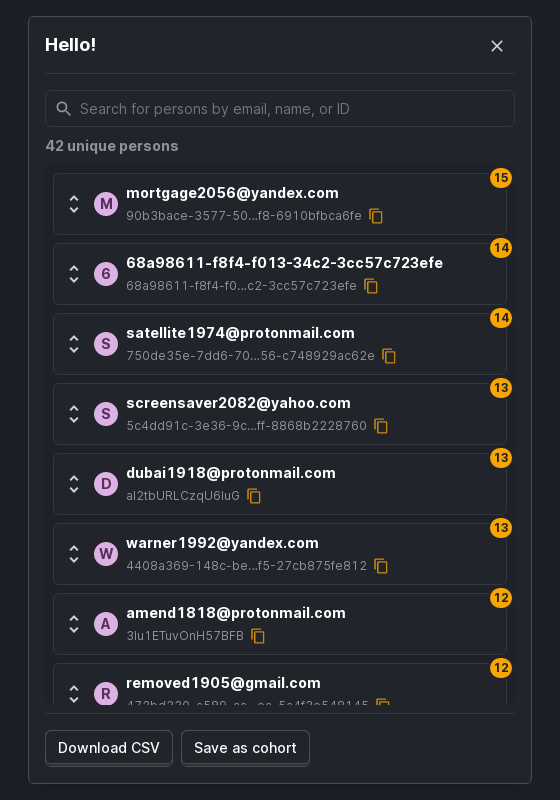 Hello!
Search for persons by email, name, or ID
42 unique persons
15
M
mortgage2056@yandex.com
90b3bace-3577-50...f8-6910bfbca6fe
14
6
68a98611-f8f4-f013-34c2-3cc57c723efe
68a98611-f8f4-f0...c2-3cc57c723efe
14
S
satellite1974@protonmail.com
750de35e-7dd6-70...56-c748929ac62e
13
S
screensaver2082@yahoo.com
5c4dd91c-3e36-9c...ff-8868b2228760
13
D
dubai1918@protonmail.com
al2tbURLCzqU6IuG
13
W
warner1992@yandex.com
4408a369-148c-be...f5-27cb875fe812
12
A
amend1818@protonmail.com
3Iu1ETuvOnH57BFB
12
R
removed1905@gmail.com
Download CSV
Save as cohort